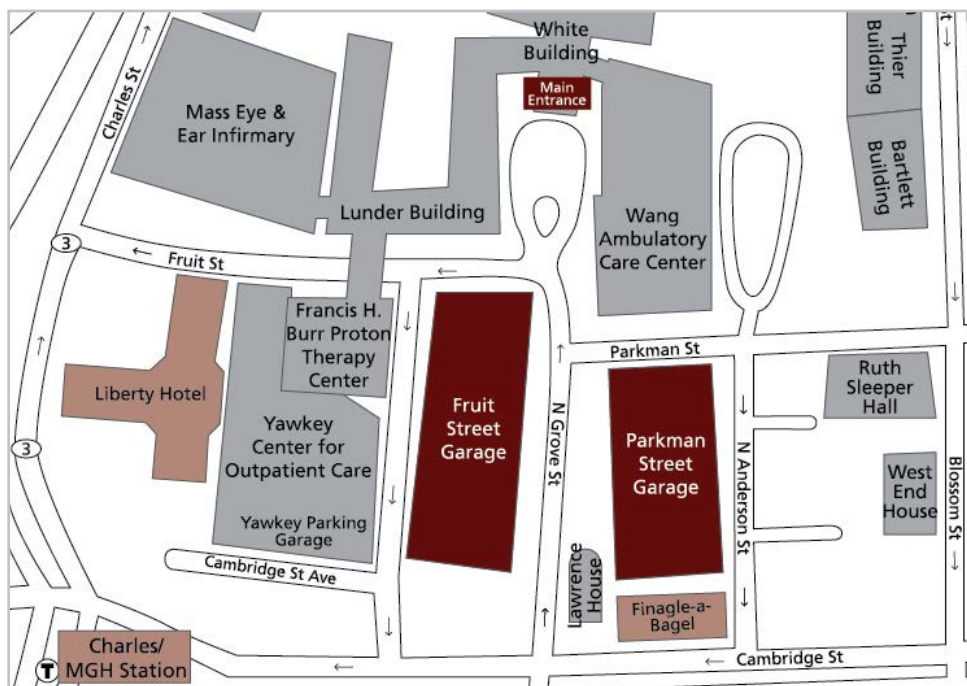 White
Building
Main
Entrance
Thier
Building
Bartlett
Building
St
Charles St
Mass Eye &
Ear Infirmary
Lunder Building
Wang
Ambulatory
Care Center
3
Fruit St
Francis H.
Burr Proton
Therapy
Center
Parkman St
Ruth
Sleeper
Hall
Liberty Hotel
Fruit
Street
Garage
N Grove St
Parkman
Street
Garage
N Anderson St
Yawkey
Center for
Outpatient Care
3
West
End
House
Blossom St
Yawkey Parking
Garage
Cambridge St Ave
Lawrence
House
Finagle-a-
Bagel
Charles/
MGH Station
T
Cambridge St